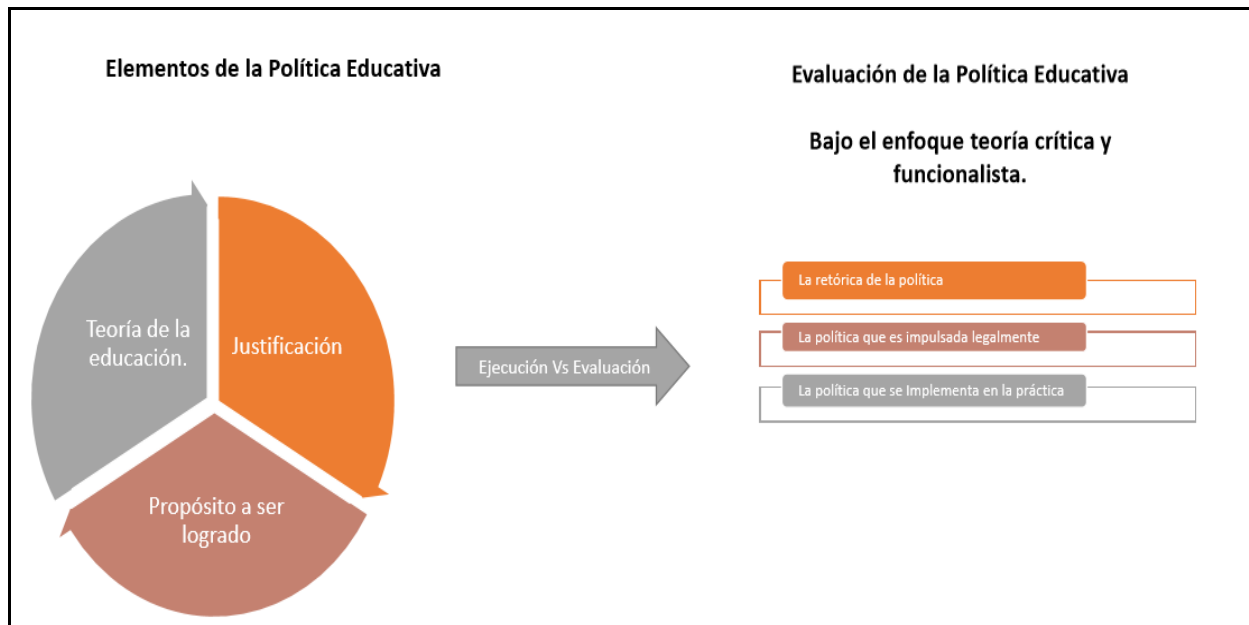 Elementos de la Política Educativa
Teoría de la
educación.
Justificación
Propósito a ser
logrado
Ejecución Vs Evaluación
Evaluación de la Política Educativa
Bajo el enfoque teoría crítica y
funcionalista.
La retórica de la política
La política que es impulsada legalmente
La política que se Implementa en la práctica